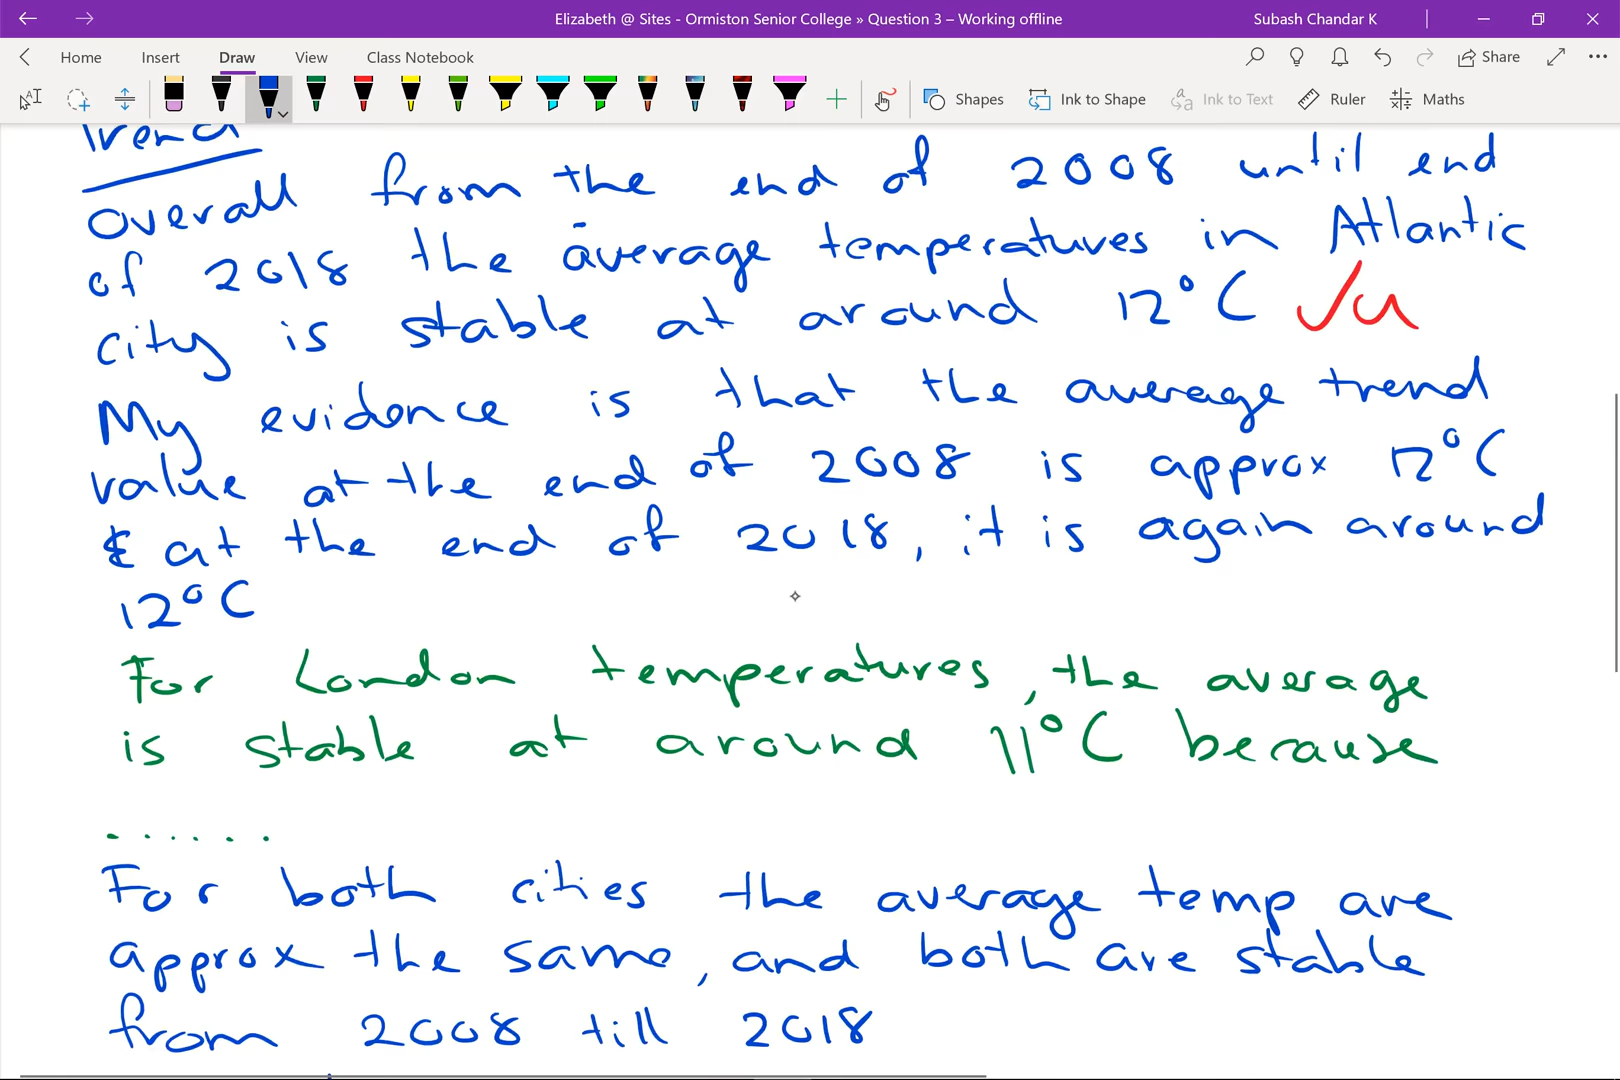 Elizabeth @ Sites - Ormiston Senior College » Question 3 – Working offline
Subash Chandar K
Home Insert Draw View Class Notebook
Share
Shapes Ink to Shape Ink to Text Ruler Maths
Trend
Overall from the end of 2008 until end
of 2018 the average temperatures in Atlantic
city is stable at around 12°C ✓u
My evidence is that the average trend
value at the end of 2008 is approx 12°C
& at the end of 2018, it is again around
12°C
For London temperatures, the average
is stable at around 11°C because
......
For both cities the average temp are
approx the same, and both are stable
from 2008 till 2018